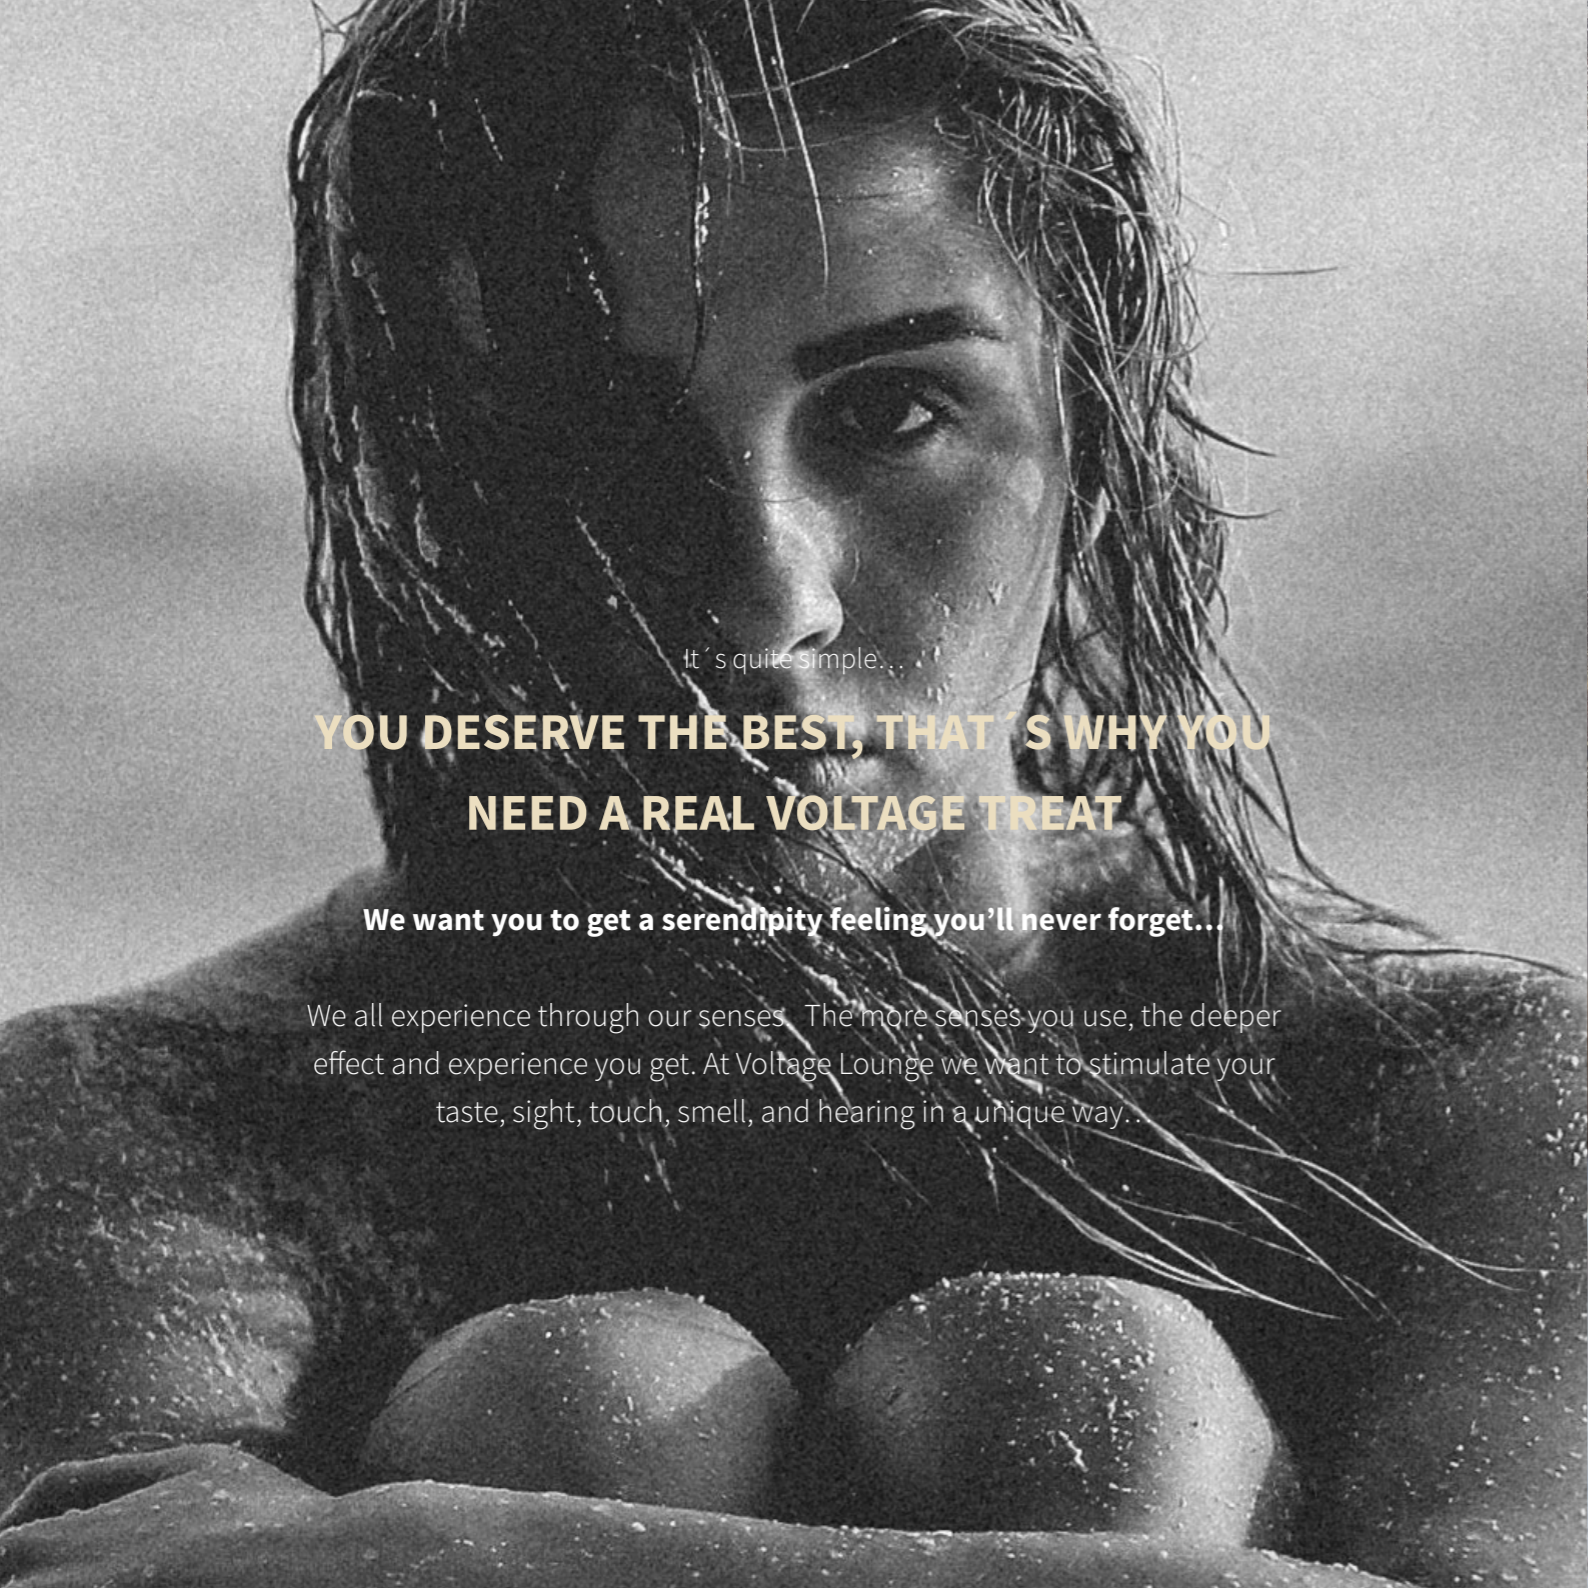 It´s quite simple…
YOU DESERVE THE BEST, THAT´S WHY YOU
NEED A REAL VOLTAGE TREAT
We want you to get a serendipity feeling you’ll never forget…
We all experience through our senses.  The more senses you use, the deeper
effect and experience you get. At Voltage Lounge we want to stimulate your
taste, sight, touch, smell, and hearing in a unique way…